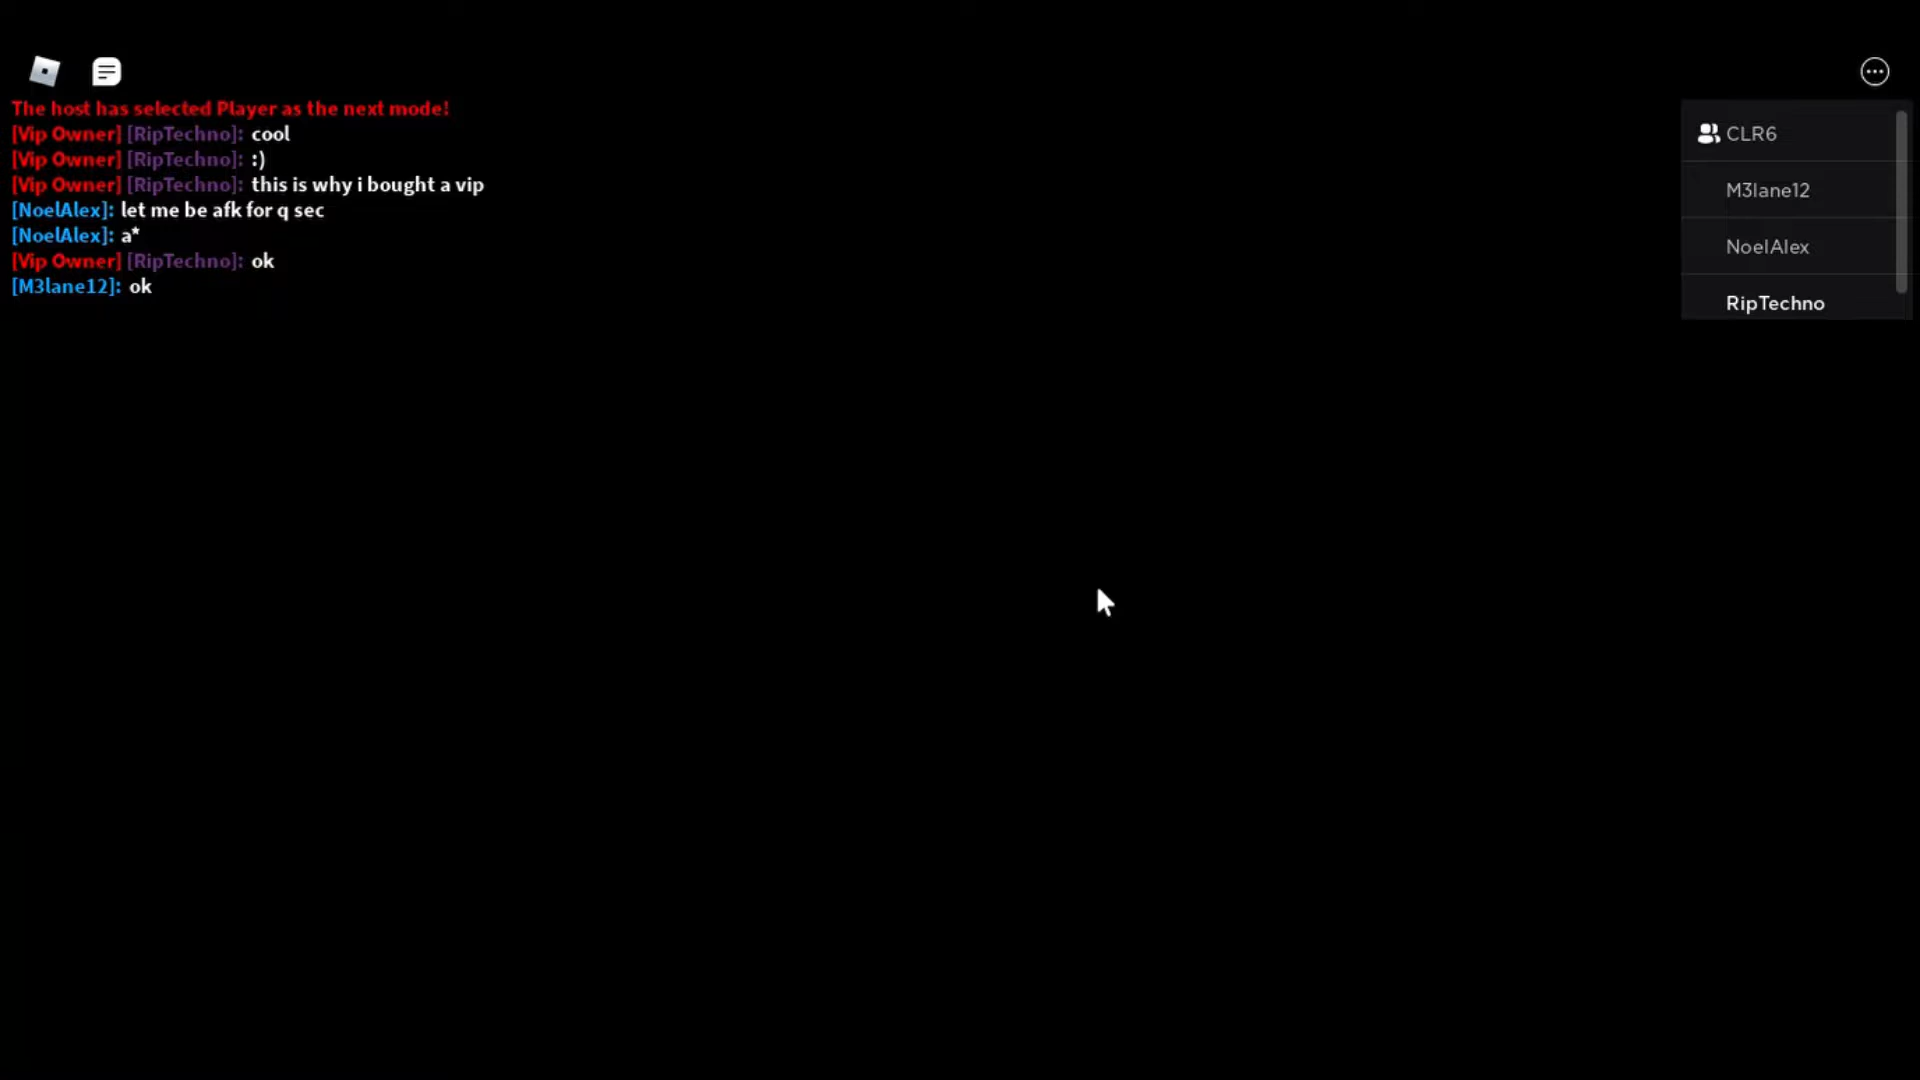 The host has selected Player as the next mode!
[Vip Owner] [RipTechno]: cool
[Vip Owner] [RipTechno]: :)
[Vip Owner] [RipTechno]: this is why i bought a vip
[NoelAlex]: let me be afk for q sec
[NoelAlex]: a*
[Vip Owner] [RipTechno]: ok
[M3lane12]: ok
CLR6
M3lane12
NoelAlex
RipTechno